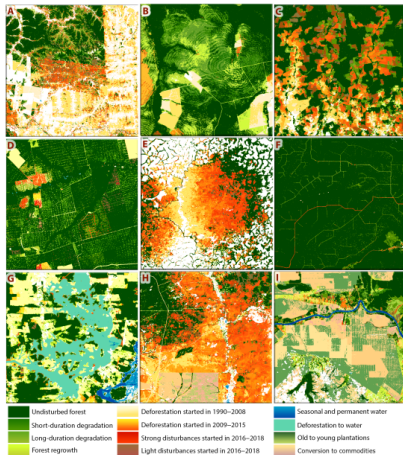 A
B
C
D
E
F
G
H
I
Undisturbed forest
Deforestation started in 1990–2008
Seasonal and permanent water
Short-duration degradation
Deforestation started in 2009–2015
Deforestation to water
Long-duration degradation
Strong disturbances started in 2016–2018
Old to young plantations
Forest regrowth
Light disturbances started in 2016–2018
Conversion to commodities